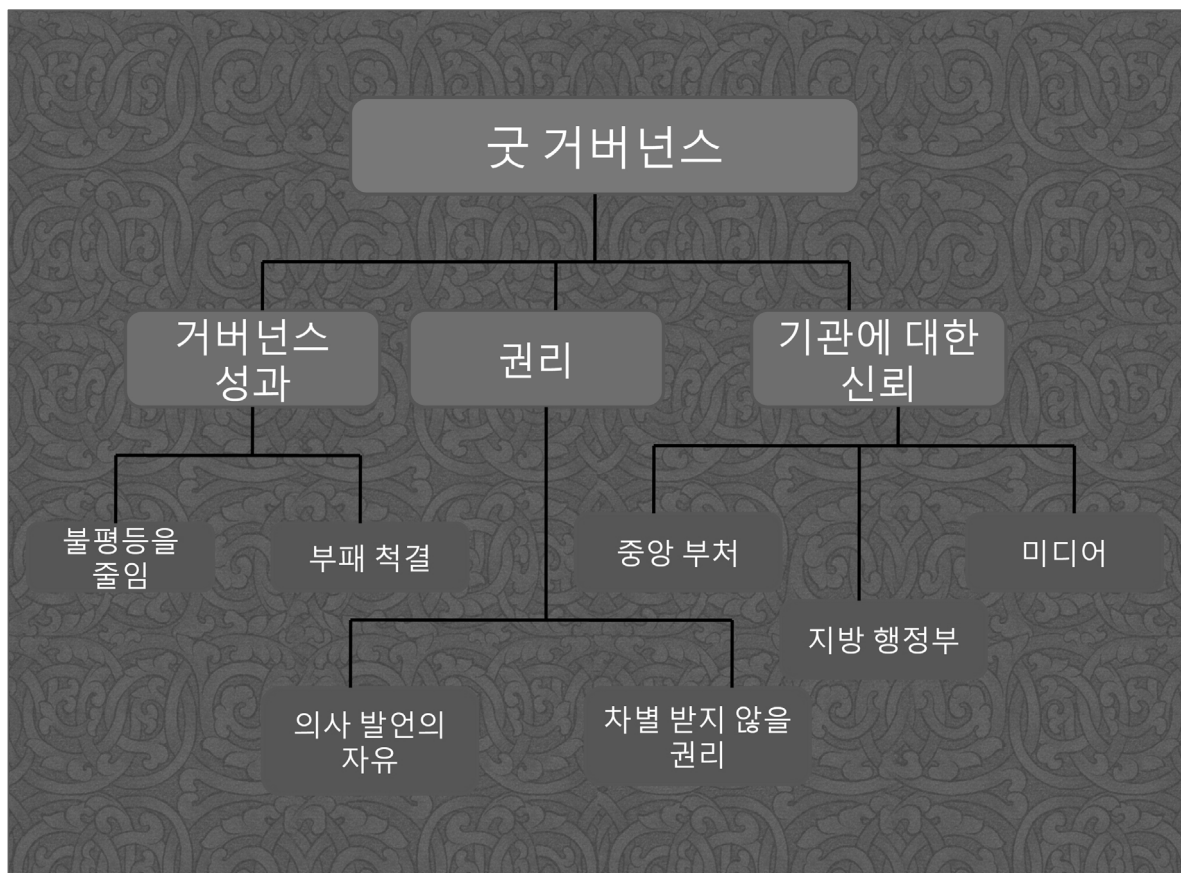 굿 거버넌스
거버넌스
성과
권리
기관에 대한
신뢰
불평등을
줄임
부패 척결
중앙 부처
미디어
지방 행정부
의사 발언의
자유
차별 받지 않을
권리